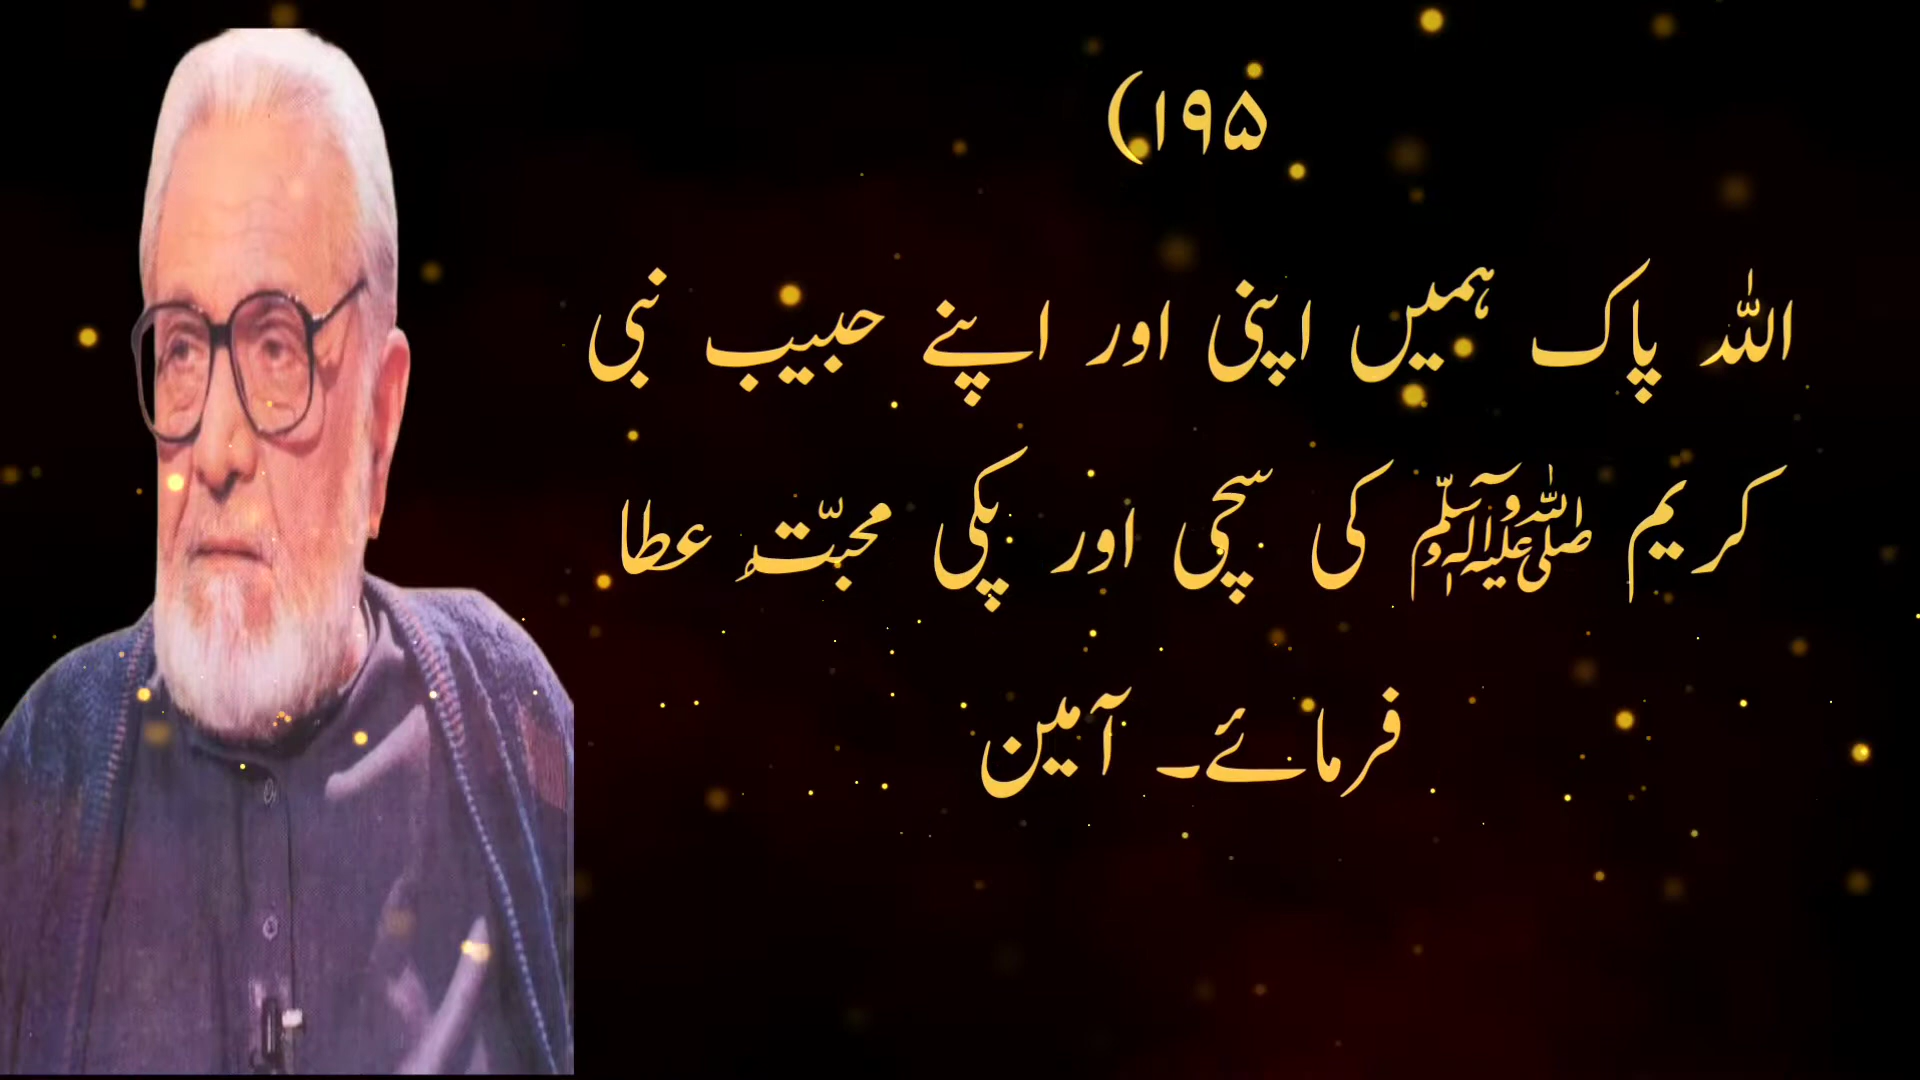 ۱۹۵)
اللہ پاک ہمیں اپنی اور اپنے حبیب نبی
کریم ﷺ کی سچی اور پکی محبّت عطا
فرمائے۔ آمین